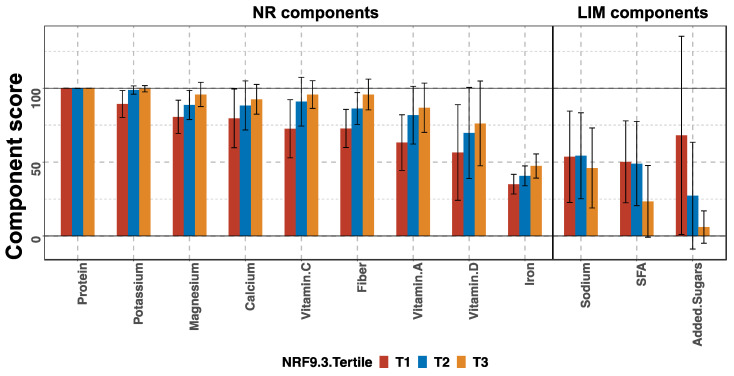 NR components LIM components
Component score
100
50
0
Protein
Potassium
Magnesium
Calcium
Vitamin.C
Fiber
Vitamin.A
Vitamin.D
Iron
Sodium
SFA
Added.Sugars
NRF9.3.Tertile T1 T2 T3